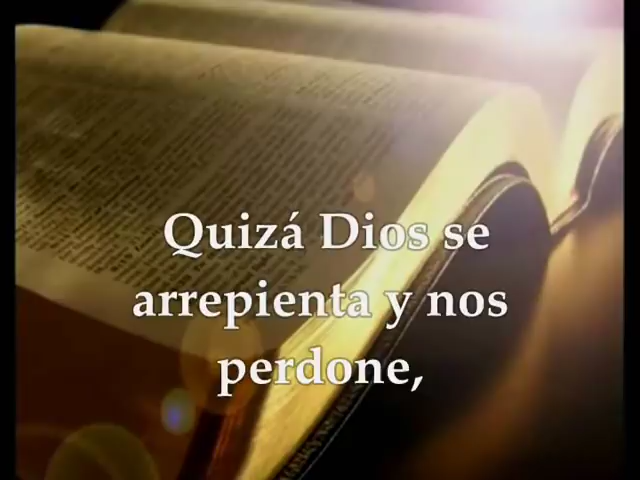 Quizá Dios se
arrepienta y nos
perdone,